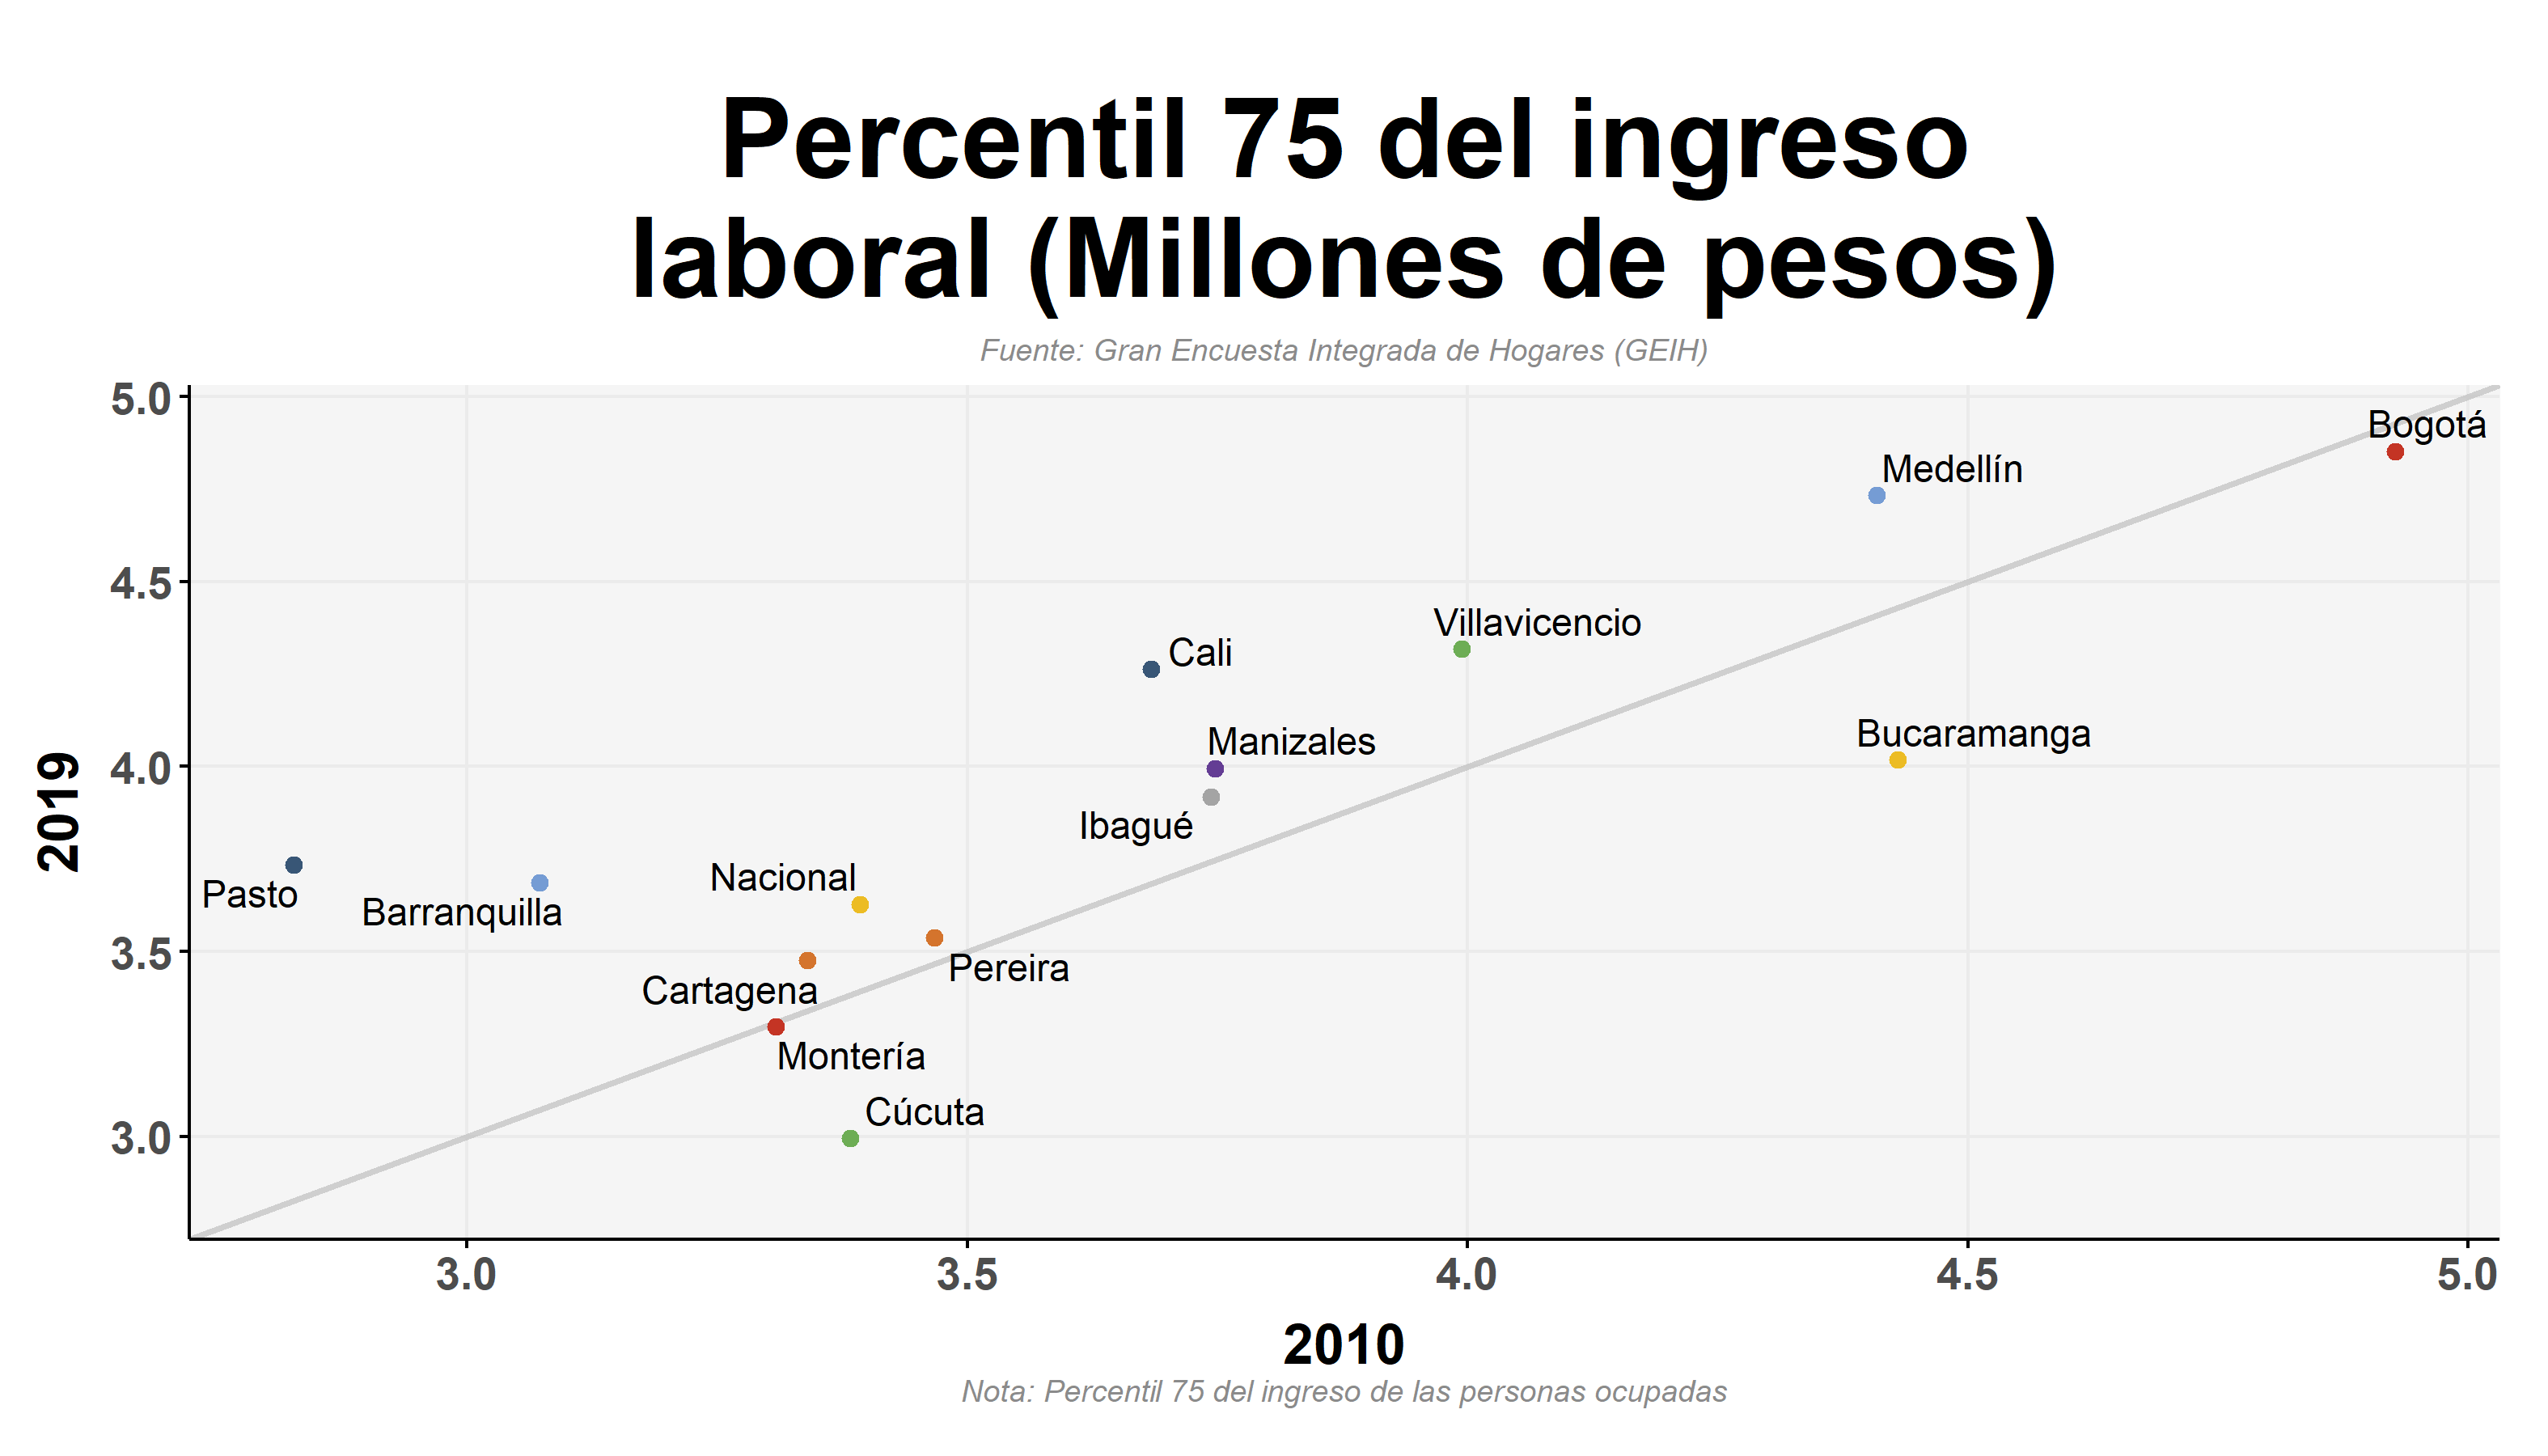 Percentil 75 del ingreso
laboral (Millones de pesos)
Fuente: Gran Encuesta Integrada de Hogares (GEIH)
5.0
4.5
4.0
3.5
3.0
2019
Bogotá
Medellín
Villavicencio
Cali
Bucaramanga
Manizales
Ibagué
Nacional
Pasto
Barranquilla
Pereira
Cartagena
Montería
Cúcuta
3.0 3.5 4.0 4.5 5.0
2010
Nota: Percentil 75 del ingreso de las personas ocupadas